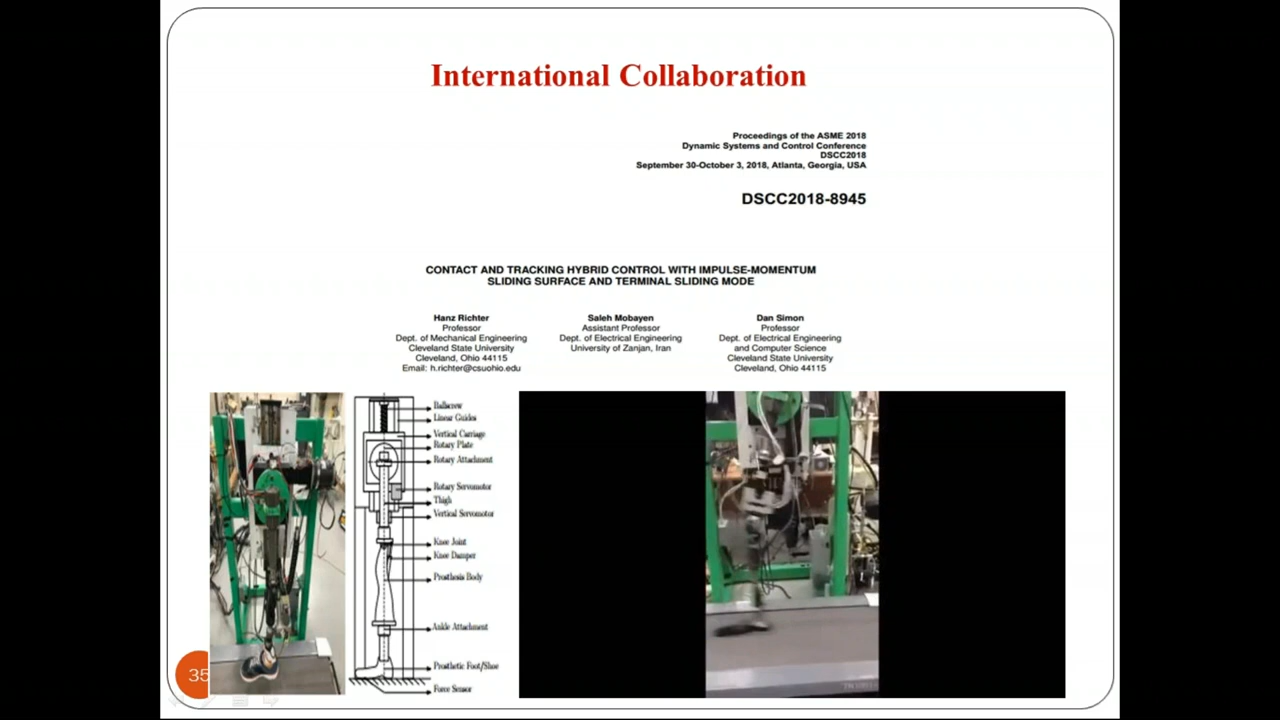 International Collaboration
Proceedings of the ASME 2018
Dynamic Systems and Control Conference
DSCC2018
September 30-October 3, 2018, Atlanta, Georgia, USA
DSCC2018-8945
CONTACT AND TRACKING HYBRID CONTROL WITH IMPULSE-MOMENTUM
SLIDING SURFACE AND TERMINAL SLIDING MODE
Hanz Richter
Professor
Dept. of Mechanical Engineering
Cleveland State University
Cleveland, Ohio 44115
Email: h.richter@csuohio.edu
Saleh Mobayen
Assistant Professor
Dept. of Electrical Engineering
University of Zanjan, Iran
Dan Simon
Professor
Dept. of Electrical Engineering
and Computer Science
Cleveland State University
Cleveland, Ohio 44115
Ballscrew
Linear Guides
Vertical Carriage
Rotary Plate
Rotary Attachment
Rotary Servomotor
Thigh
Vertical Servomotor
Knee Joint
Knee Damper
Prosthesis Body
Ankle Attachment
Prosthetic Foot/Shoe
Force Sensor
35